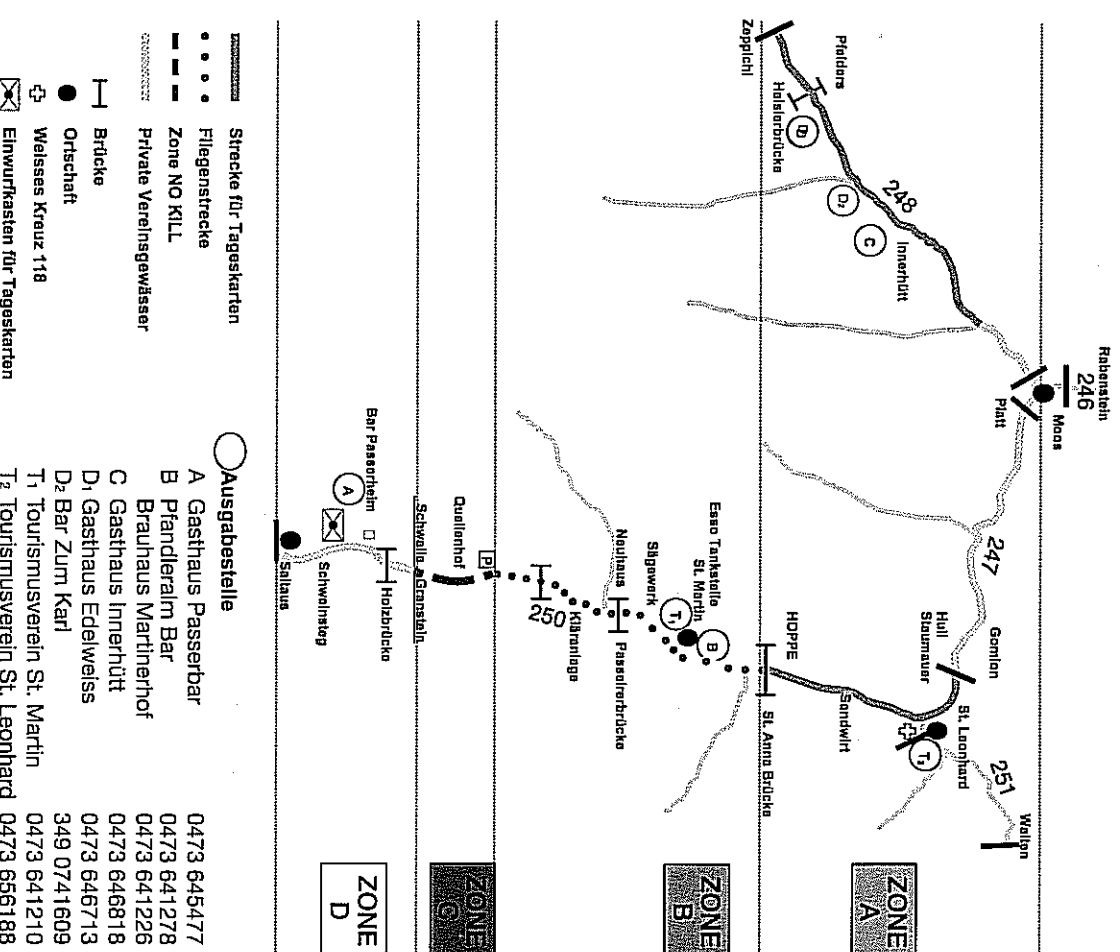 Rabenstein
246
Moos
Platt
Pfelders
Zeppichl
Haislerbrücke
D₂
248
C
Innerhütt
247
Gomion
Hull
Staumauer
St. Leonhard
T₂
251
Walten
ZONE
A
Sandwirt
HOPPE
St. Anna Brücke
ZONE
B
Esso Tankstelle
St. Martin
T₁
B
Sägewerk
Neuhaus
Passeirerbrücke
Kläranlage
250
P
Quellenhof
ZONE
C
Schwelle Granstein
Holzbrücke
Bar Passerheim
A
Schweinsteg
Saltaus
ZONE
D
Strecke für Tageskarten
Fliegenstrecke
Zone NO KILL
Private Vereinsgewässer
Brücke
Ortschaft
Weisses Kreuz 118
Einwurfkasten für Tageskarten
Ausgabestelle
A Gasthaus Passerbar 0473 645477
B Pfandleralm Bar 0473 641278
Brauhaus Martinerhof 0473 641226
C Gasthaus Innerhütt 0473 646818
D₁ Gasthaus Edelweiss 0473 646713
D₂ Bar Zum Karl 349 0741609
T₁ Tourismusverein St. Martin 0473 641210
T₂ Tourismusverein St. Leonhard 0473 656188